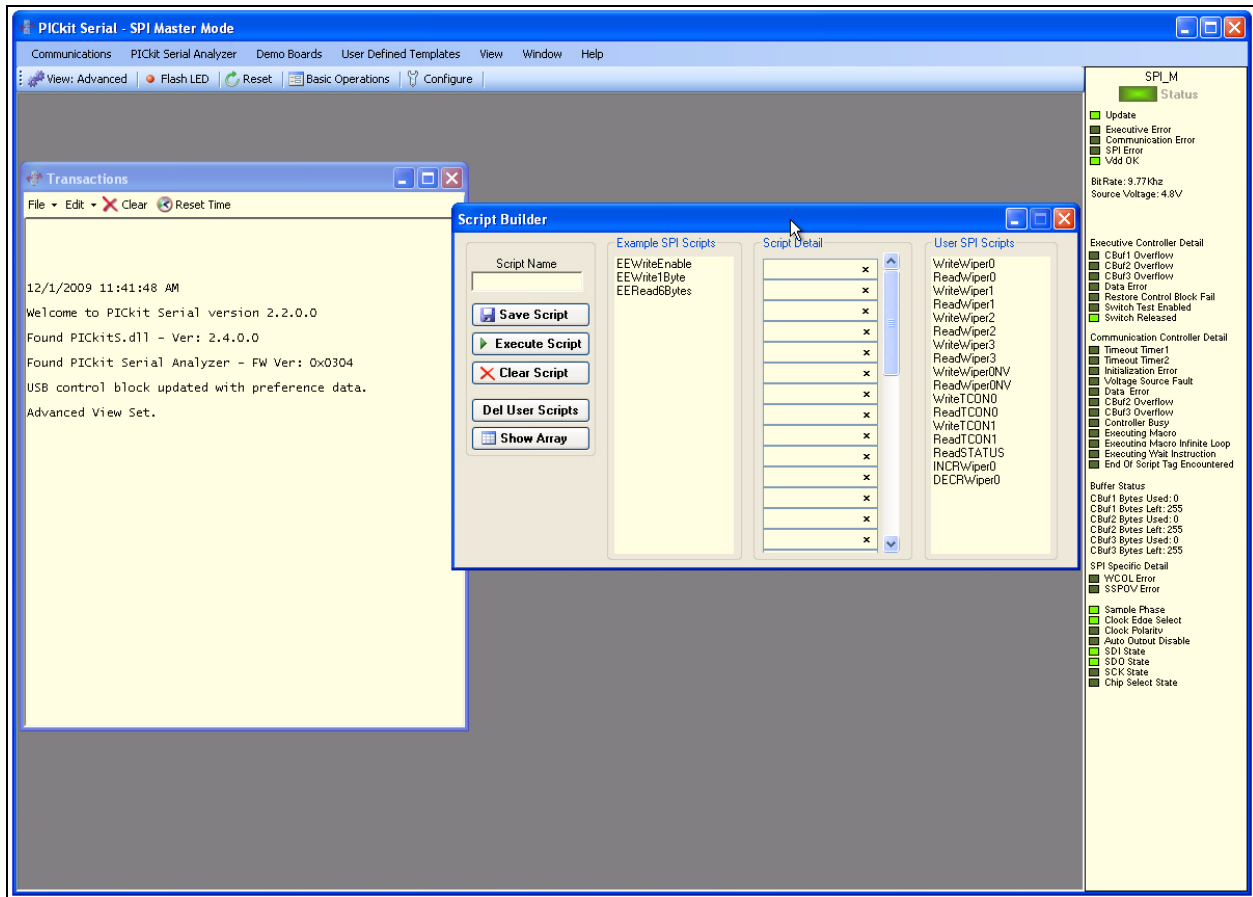 PICkit Serial - SPI Master Mode
Communications PICkit Serial Analyzer Demo Boards User Defined Templates View Window Help
View: Advanced Flash LED Reset Basic Operations Configure
Transactions
File Edit Clear Reset Time
12/1/2009 11:41:48 AM
Welcome to PICkit Serial version 2.2.0.0
Found PICkitS.dll - Ver: 2.4.0.0
Found PICkit Serial Analyzer - FW Ver: 0x0304
USB control block updated with preference data.
Advanced View Set.
Script Builder
Script Name
Save Script
Execute Script
Clear Script
Del User Scripts
Show Array
Example SPI Scripts
EEWriteEnable
EEWrite1Byte
EERead6Bytes
Script Detail
User SPI Scripts
WriteWiper0
ReadWiper0
WriteWiper1
ReadWiper1
WriteWiper2
ReadWiper2
WriteWiper3
ReadWiper3
WriteWiper0NV
ReadWiper0NV
WriteTCON0
ReadTCON0
WriteTCON1
ReadTCON1
ReadSTATUS
INCRWiper0
DECRWiper0
SPI_M
Status
Update
Executive Error
Communication Error
SPI Error
Vdd OK
BitRate: 9.77Khz
Source Voltage: 4.8V
Executive Controller Detail
CBuf1 Overflow
CBuf2 Overflow
CBuf3 Overflow
Data Error
Restore Control Block Fail
Switch Test Enabled
Switch Released
Communication Controller Detail
Timeout Timer1
Timeout Timer2
Initialization Error
Voltage Source Fault
Data Error
CBuf2 Overflow
CBuf3 Overflow
Controller Busy
Executing Macro
Executing Macro Infinite Loop
Executing Wait Instruction
End Of Script Tag Encountered
Buffer Status
CBuf1 Bytes Used: 0
CBuf1 Bytes Left: 255
CBuf2 Bytes Used: 0
CBuf2 Bytes Left: 255
CBuf3 Bytes Used: 0
CBuf3 Bytes Left: 255
SPI Specific Detail
WCOL Error
SSPOV Error
Sample Phase
Clock Edge Select
Clock Polarity
Auto Output Disable
SDI State
SDO State
SCK State
Chip Select State